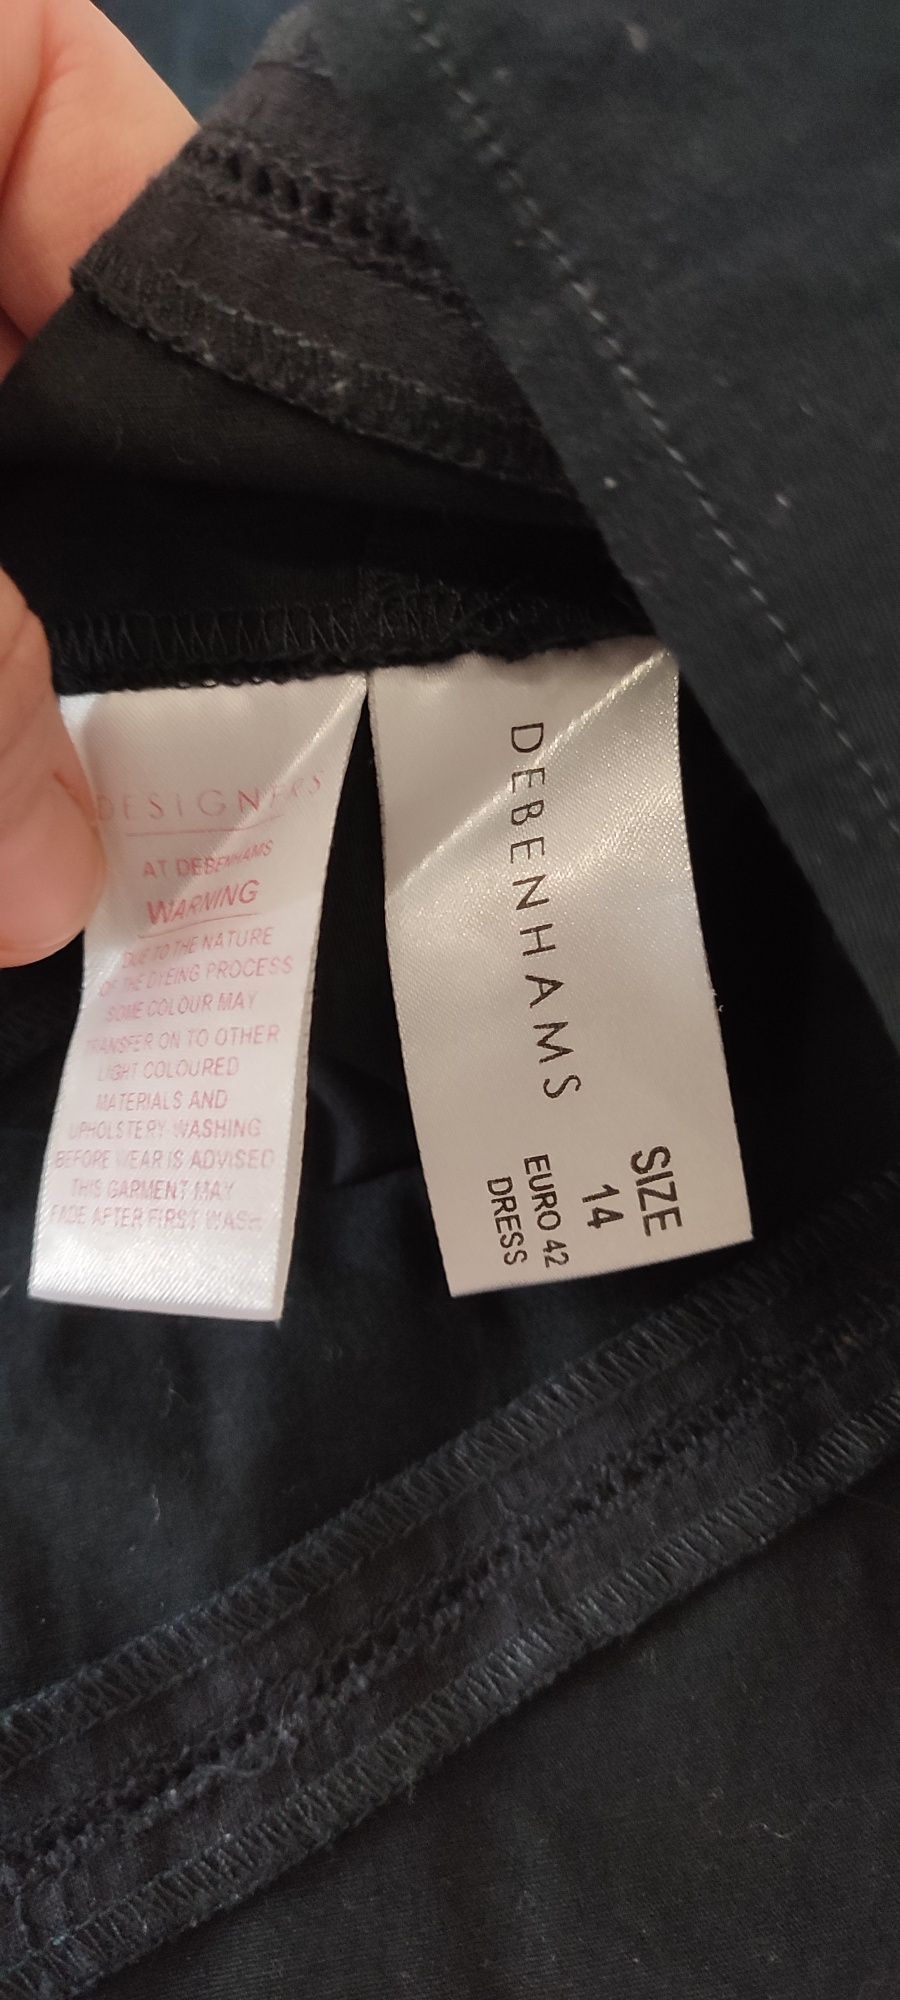 DESIGNERS
AT DEBENHAMS
WARNING
DUE TO THE NATURE
OF THE DYEING PROCESS
SOME COLOUR MAY
TRANSFER ON TO OTHER
LIGHT COLOURED
MATERIALS AND
UPHOLSTERY WASHING
BEFORE WEAR IS ADVISED
THIS GARMENT MAY
FADE AFTER FIRST WASH
DEBENHAMS
SIZE
14
EURO 42
DRESS